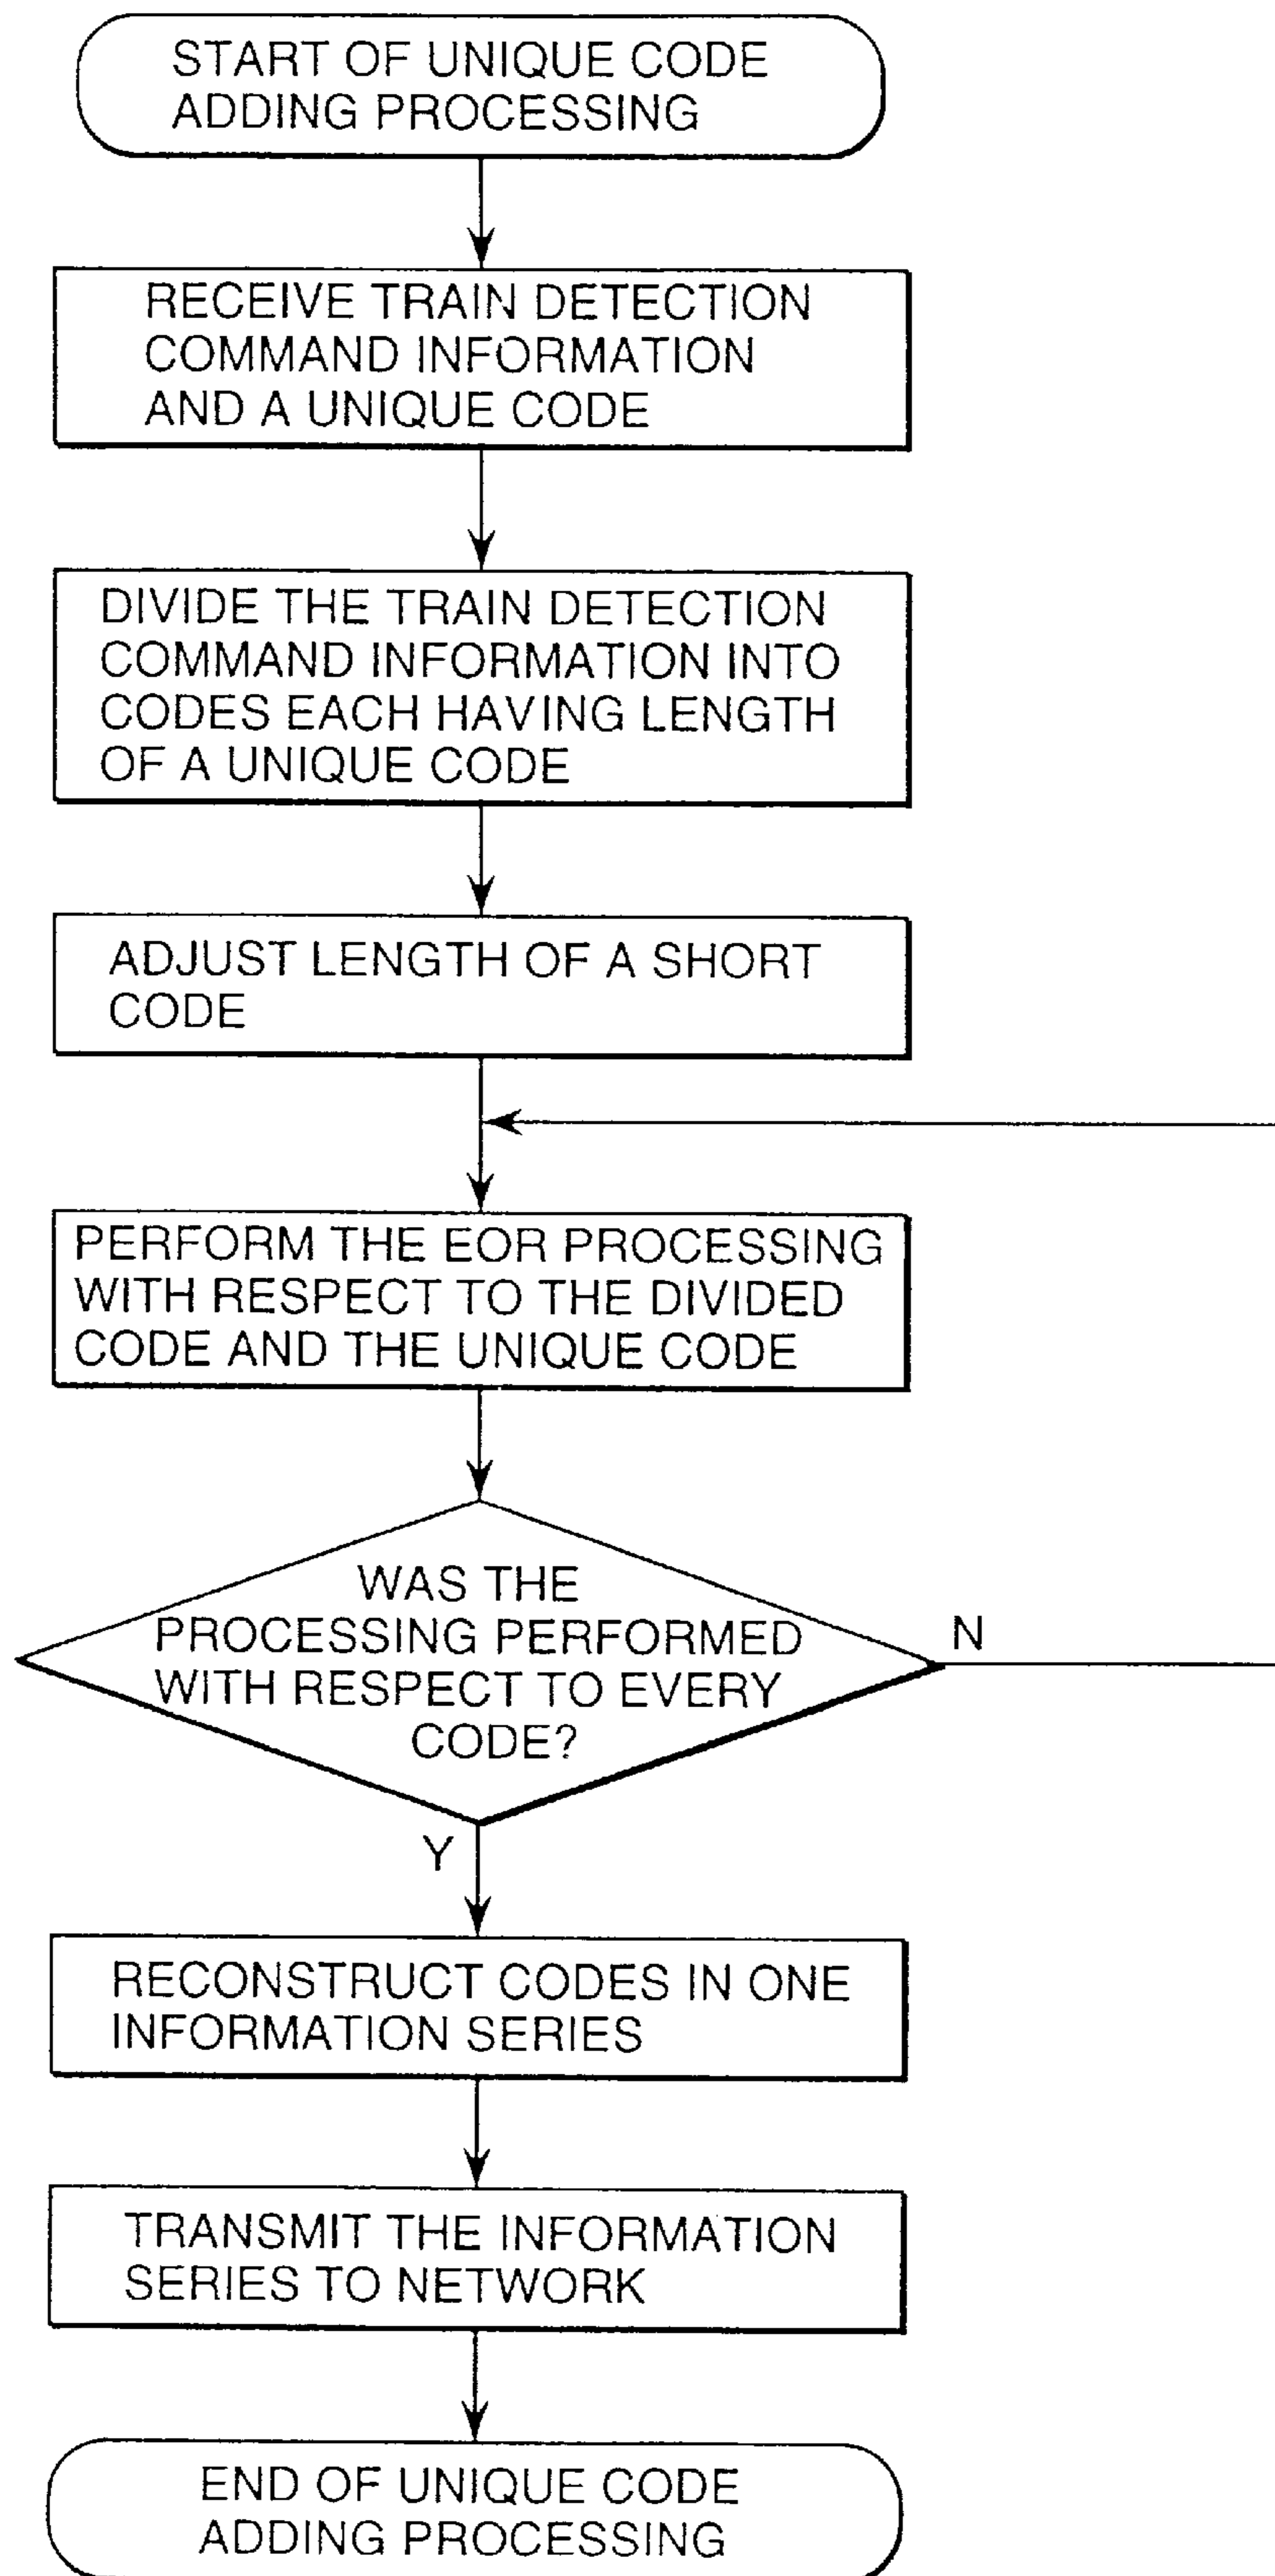 START OF UNIQUE CODE
ADDING PROCESSING
RECEIVE TRAIN DETECTION
COMMAND INFORMATION
AND A UNIQUE CODE
DIVIDE THE TRAIN DETECTION
COMMAND INFORMATION INTO
CODES EACH HAVING LENGTH
OF A UNIQUE CODE
ADJUST LENGTH OF A SHORT
CODE
PERFORM THE EOR PROCESSING
WITH RESPECT TO THE DIVIDED
CODE AND THE UNIQUE CODE
WAS THE
PROCESSING PERFORMED
WITH RESPECT TO EVERY
CODE?
N
Y
RECONSTRUCT CODES IN ONE
INFORMATION SERIES
TRANSMIT THE INFORMATION
SERIES TO NETWORK
END OF UNIQUE CODE
ADDING PROCESSING